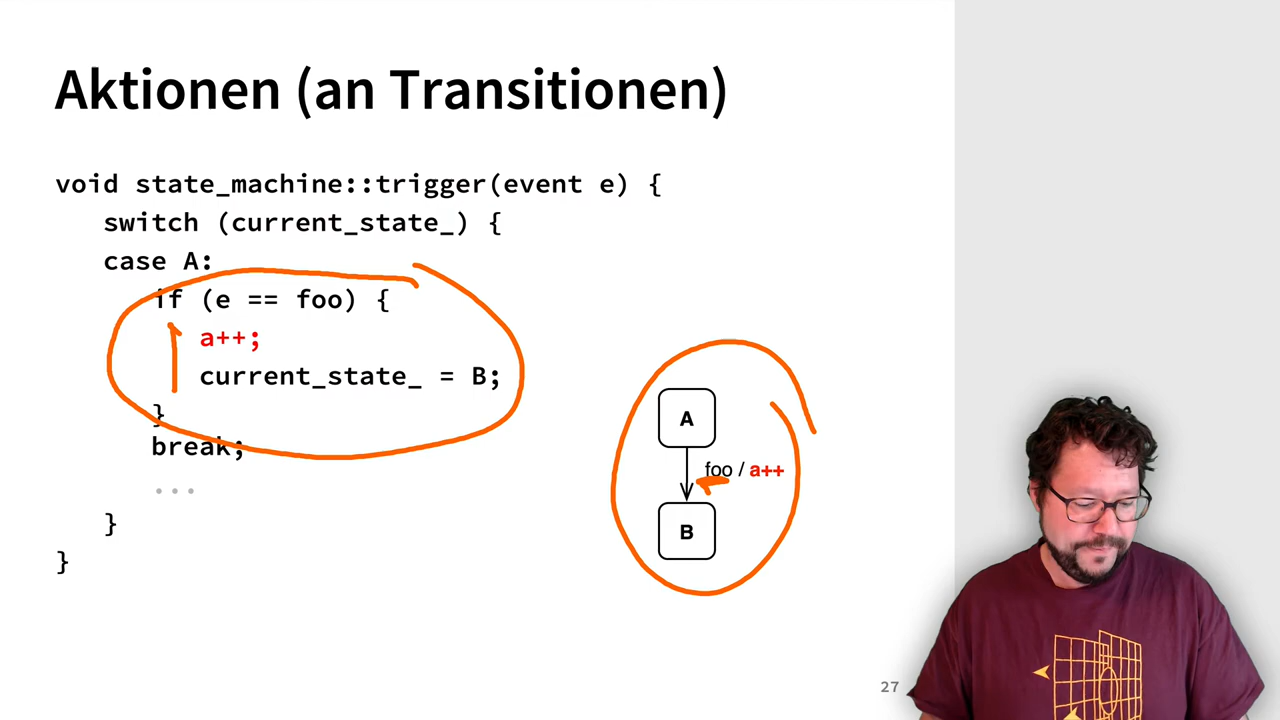 Aktionen (an Transitionen)
void state_machine::trigger(event e) {
switch (current_state_) {
case A:
if (e == foo) {
a++;
current_state_ = B;
}
break;
...
}
}
A
foo / a++
B
27